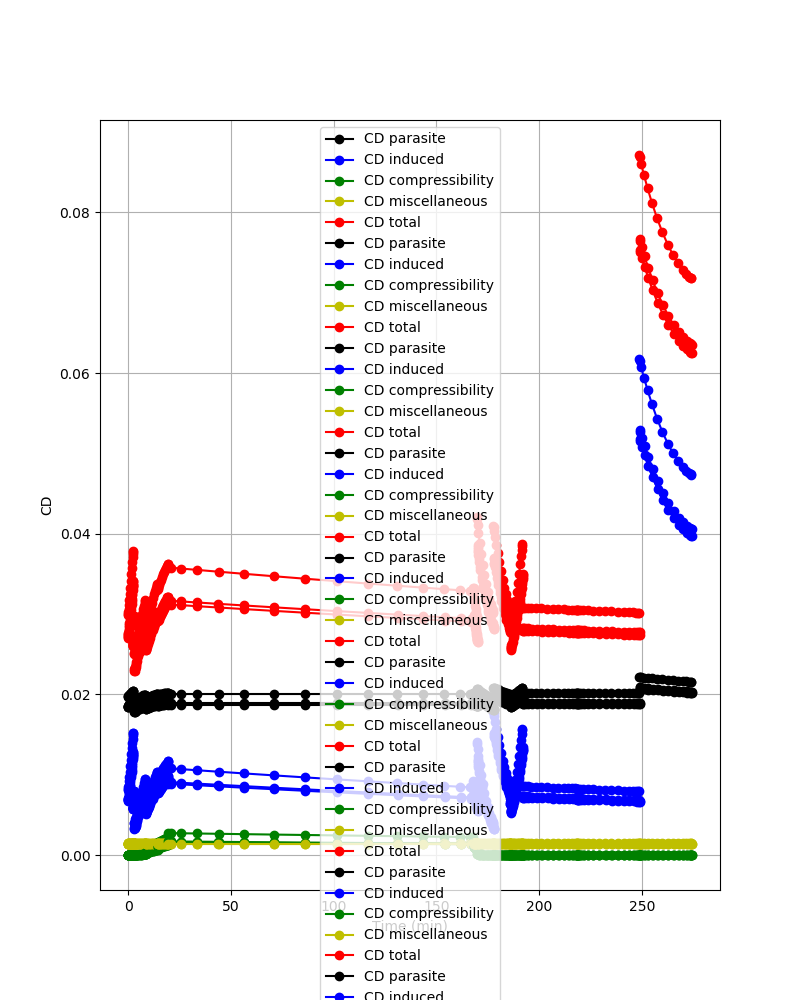 CD parasite
CD induced
CD compressibility
CD miscellaneous
CD total
CD parasite
CD induced
CD compressibility
CD miscellaneous
CD total
CD parasite
CD induced
CD compressibility
CD miscellaneous
CD total
CD parasite
CD induced
CD compressibility
CD miscellaneous
CD total
CD parasite
CD induced
CD compressibility
CD miscellaneous
CD total
CD parasite
CD induced
CD compressibility
CD miscellaneous
CD total
CD parasite
CD induced
CD compressibility
CD miscellaneous
CD total
CD parasite
CD induced
CD compressibility
CD miscellaneous
CD total
CD parasite
CD induced
0.08
0.06
0.04
0.02
0.00
CD
0 50 100 150 200 250
Time (min)